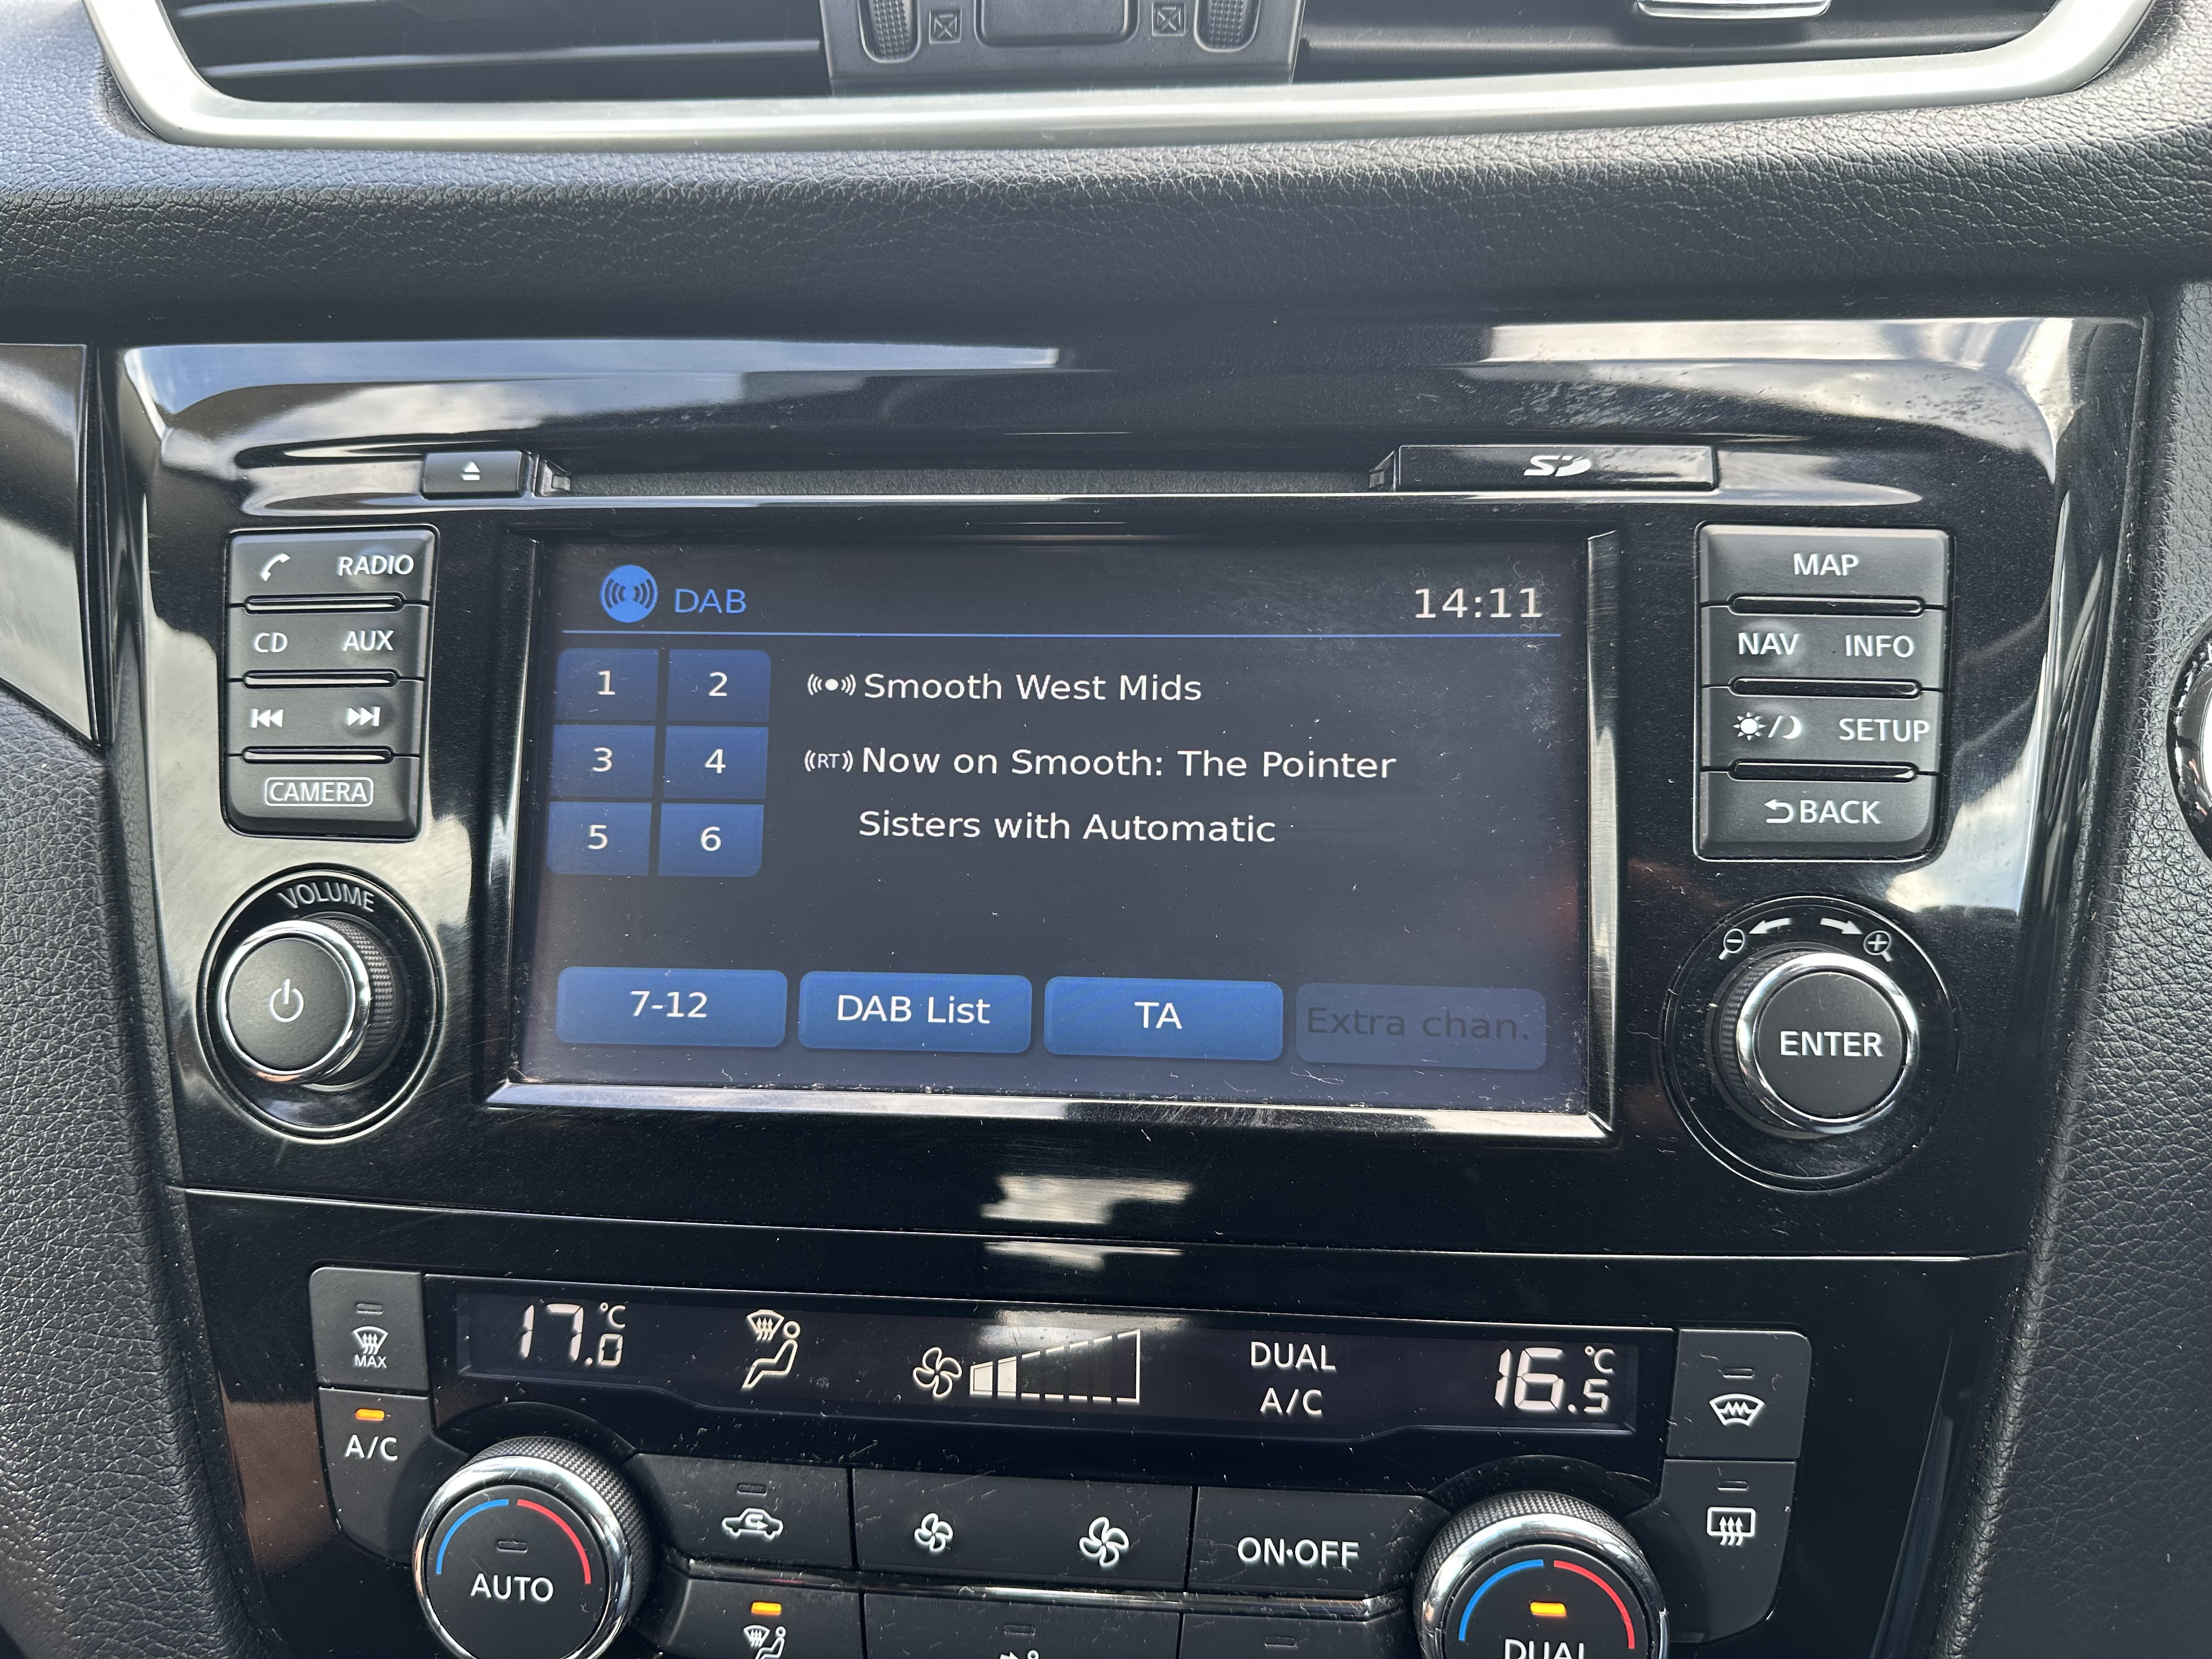 SD
RADIO
CD AUX
CAMERA
VOLUME
DAB 14:11
1 2
3 4
5 6
Smooth West Mids
RT Now on Smooth: The Pointer
Sisters with Automatic
7-12 DAB List TA Extra chan.
MAP
NAV INFO
SETUP
BACK
ENTER
MAX
A/C
17.0 °C
DUAL
A/C
16.5 °C
AUTO
ON•OFF
DUAL